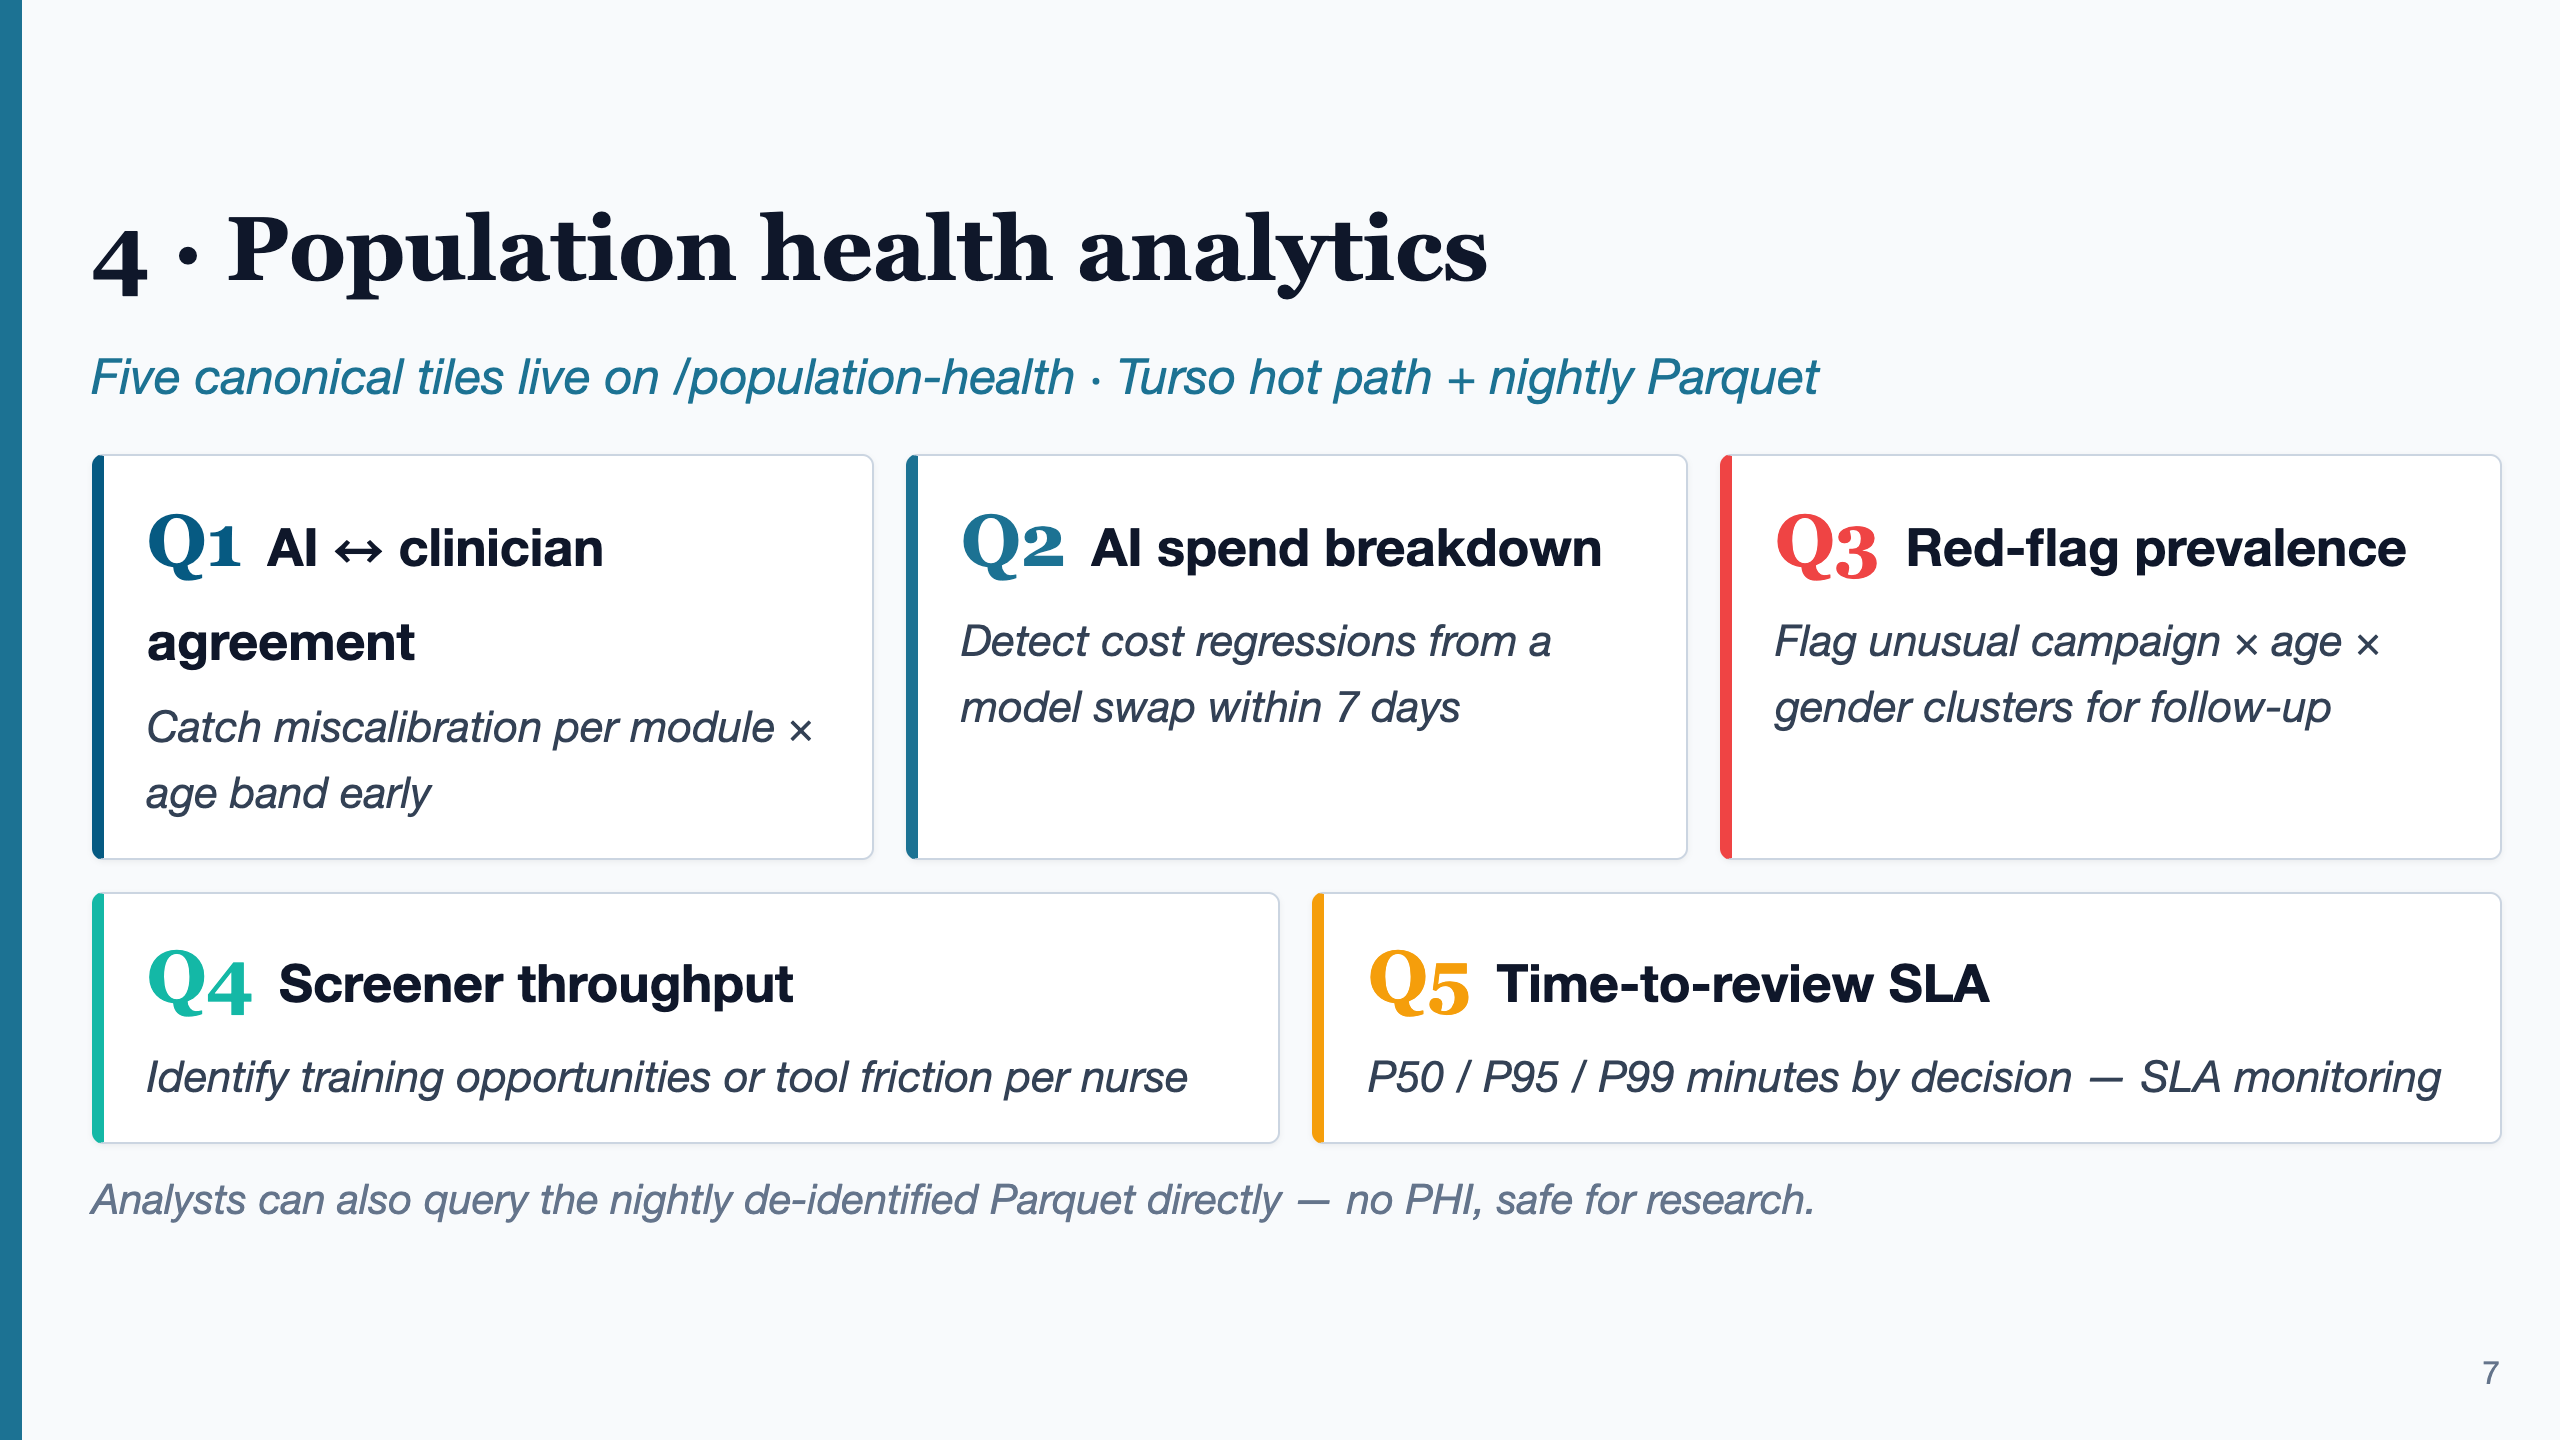 4 · Population health analytics
Five canonical tiles live on /population-health · Turso hot path + nightly Parquet
Q1 AI ↔ clinician
agreement
Catch miscalibration per module ×
age band early
Q2 AI spend breakdown
Detect cost regressions from a
model swap within 7 days
Q3 Red-flag prevalence
Flag unusual campaign × age ×
gender clusters for follow-up
Q4 Screener throughput
Identify training opportunities or tool friction per nurse
Q5 Time-to-review SLA
P50 / P95 / P99 minutes by decision — SLA monitoring
Analysts can also query the nightly de-identified Parquet directly — no PHI, safe for research.
7